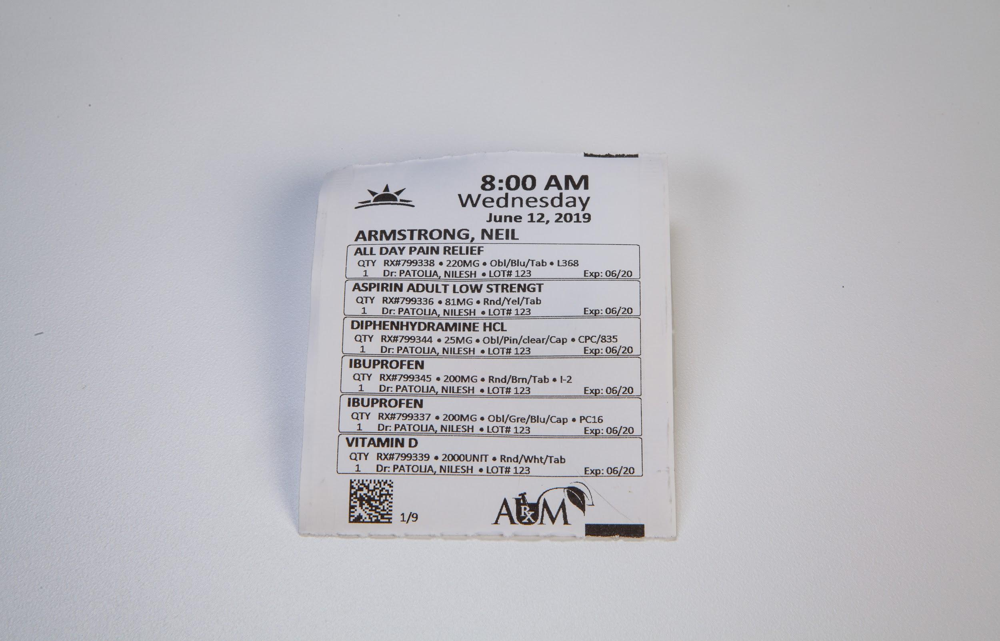 8:00 AM
Wednesday
June 12, 2019
ARMSTRONG, NEIL
ALL DAY PAIN RELIEF
QTY RX#799338 • 220MG • Obl/Blu/Tab • L368
1 Dr: PATOLIA, NILESH • LOT# 123 Exp: 06/20
ASPIRIN ADULT LOW STRENGT
QTY RX#799336 • 81MG • Rnd/Yel/Tab
1 Dr: PATOLIA, NILESH • LOT# 123 Exp: 06/20
DIPHENHYDRAMINE HCL
QTY RX#799344 • 25MG • Obl/Pin/clear/Cap • CPC/835
1 Dr: PATOLIA, NILESH • LOT# 123 Exp: 06/20
IBUPROFEN
QTY RX#799345 • 200MG • Rnd/Brn/Tab • I-2
1 Dr: PATOLIA, NILESH • LOT# 123 Exp: 06/20
IBUPROFEN
QTY RX#799337 • 200MG • Obl/Gre/Blu/Cap • PC16
1 Dr: PATOLIA, NILESH • LOT# 123 Exp: 06/20
VITAMIN D
QTY RX#799339 • 2000UNIT • Rnd/Wht/Tab
1 Dr: PATOLIA, NILESH • LOT# 123 Exp: 06/20
1/9
AUM
RX